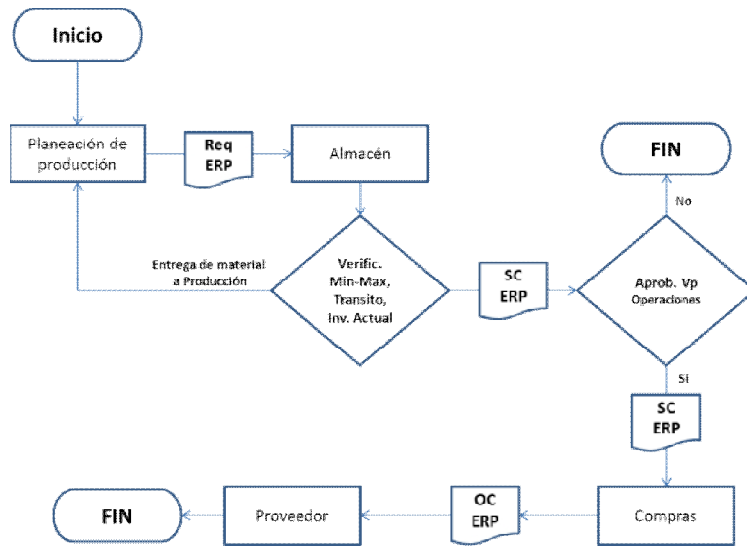 Inicio
Planeación de
producción
Req
ERP
Almacén
FIN
No
Entrega de material
a Producción
Verific.
Min-Max,
Transito,
Inv. Actual
SC
ERP
Aprob. Vp
Operaciones
Si
SC
ERP
FIN
Proveedor
OC
ERP
Compras